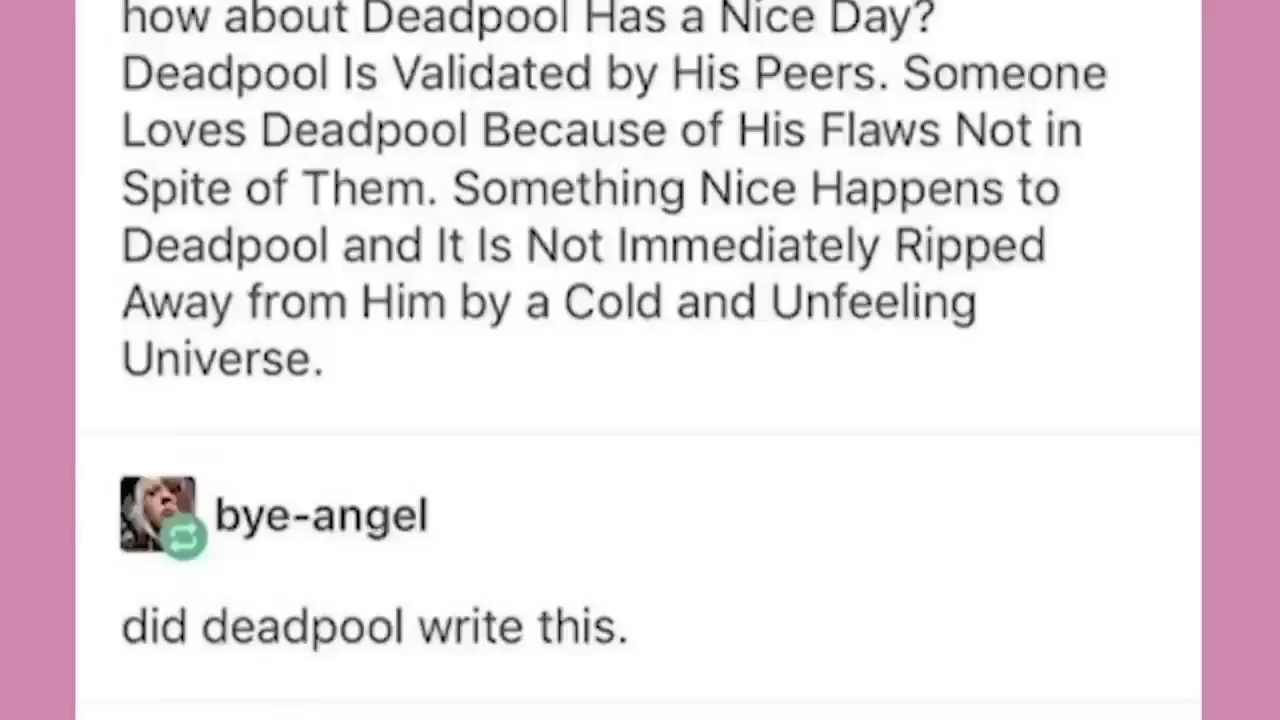 how about Deadpool Has a Nice Day?
Deadpool Is Validated by His Peers. Someone
Loves Deadpool Because of His Flaws Not in
Spite of Them. Something Nice Happens to
Deadpool and It Is Not Immediately Ripped
Away from Him by a Cold and Unfeeling
Universe.
bye-angel
did deadpool write this.